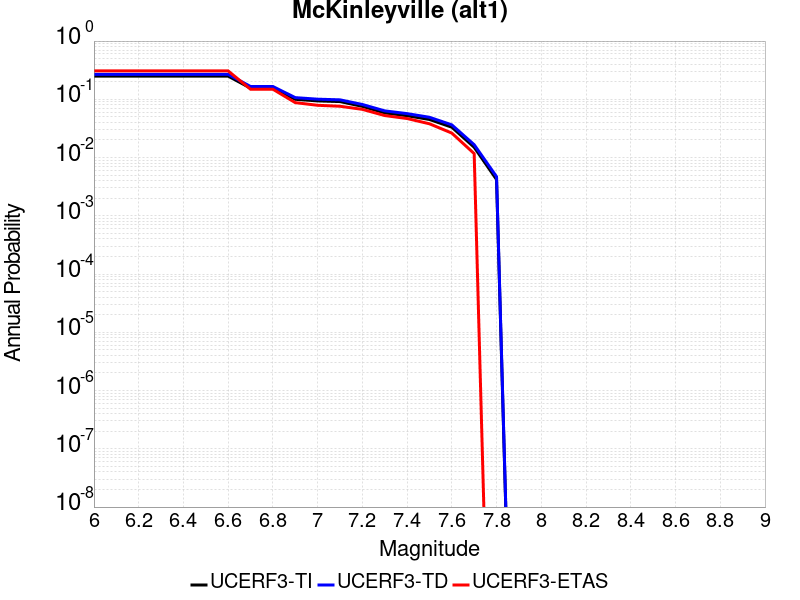 McKinleyville (alt1)
10^0
10^-1
10^-2
10^-3
10^-4
10^-5
10^-6
10^-7
10^-8
Annual Probability
6 6.2 6.4 6.6 6.8 7 7.2 7.4 7.6 7.8 8 8.2 8.4 8.6 8.8 9
Magnitude
UCERF3-TI UCERF3-TD UCERF3-ETAS